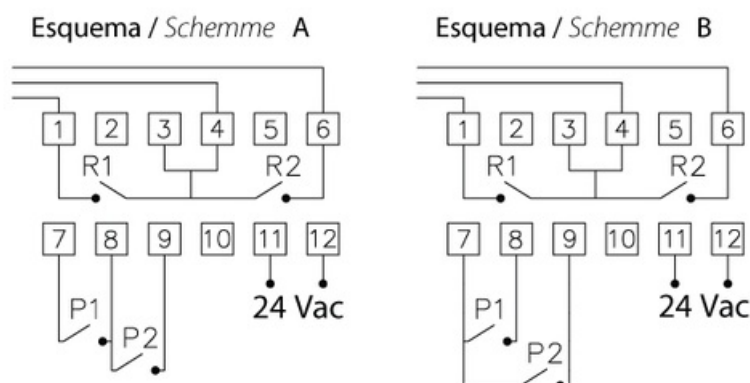 Esquema / Schemme A
1 2 3 4 5 6
R1 R2
7 8 9 10 11 12
P1
P2
24 Vac
Esquema / Schemme B
1 2 3 4 5 6
R1 R2
7 8 9 10 11 12
P1
P2
24 Vac